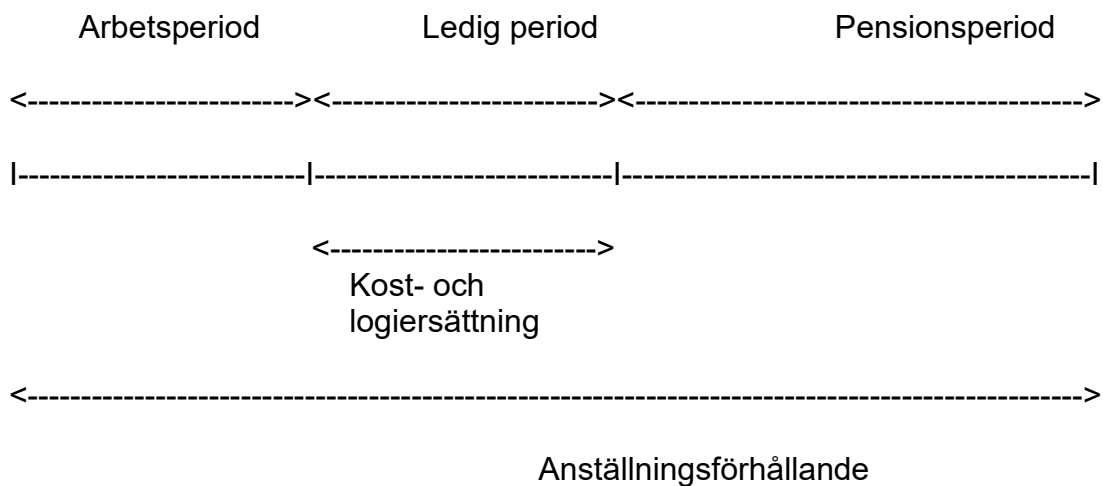 Arbetsperiod Ledig period Pensionsperiod
<---------------------------><-------------------------><------------------------------------------>
|---------------------------|----------------------------|--------------------------------------------|
<------------------------->
Kost- och
logiersättning
<---------------------------------------------------------------------------------------------------->
Anställningsförhållande